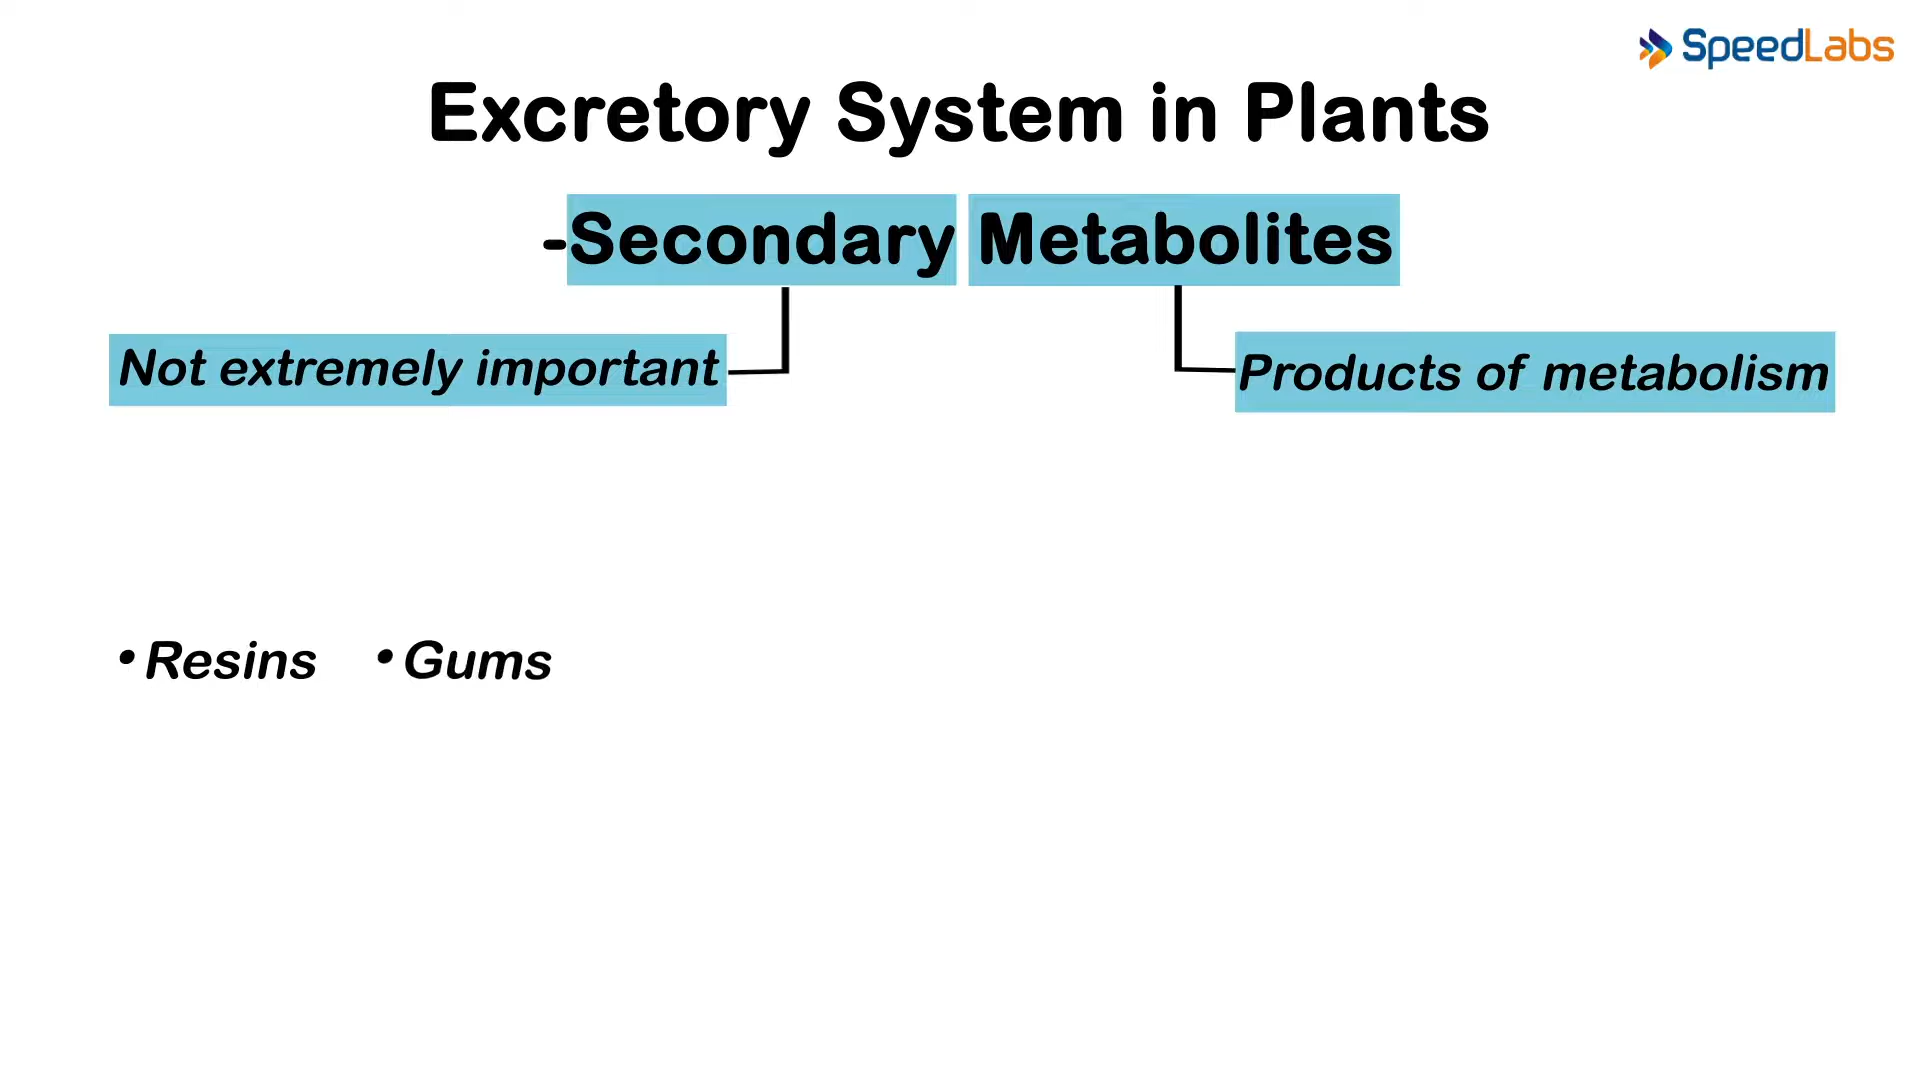 SpeedLabs
Excretory System in Plants
-Secondary Metabolites
Not extremely important
Products of metabolism
• Resins • Gums